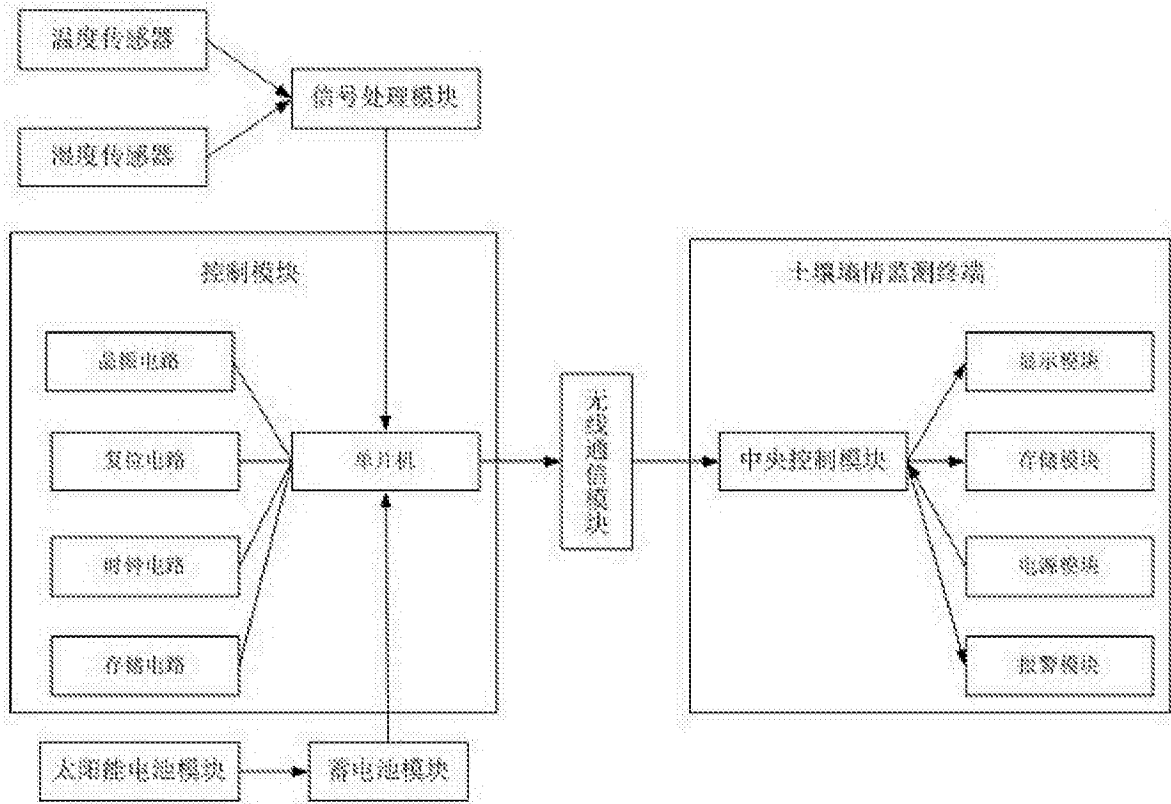 温度传感器
信号处理模块
湿度传感器
控制模块
土壤墒情监测终端
晶振电路
显示模块
复位电路
单片机
无线通信模块
中央控制模块
存储模块
时钟电路
电源模块
存储电路
报警模块
太阳能电池模块
蓄电池模块